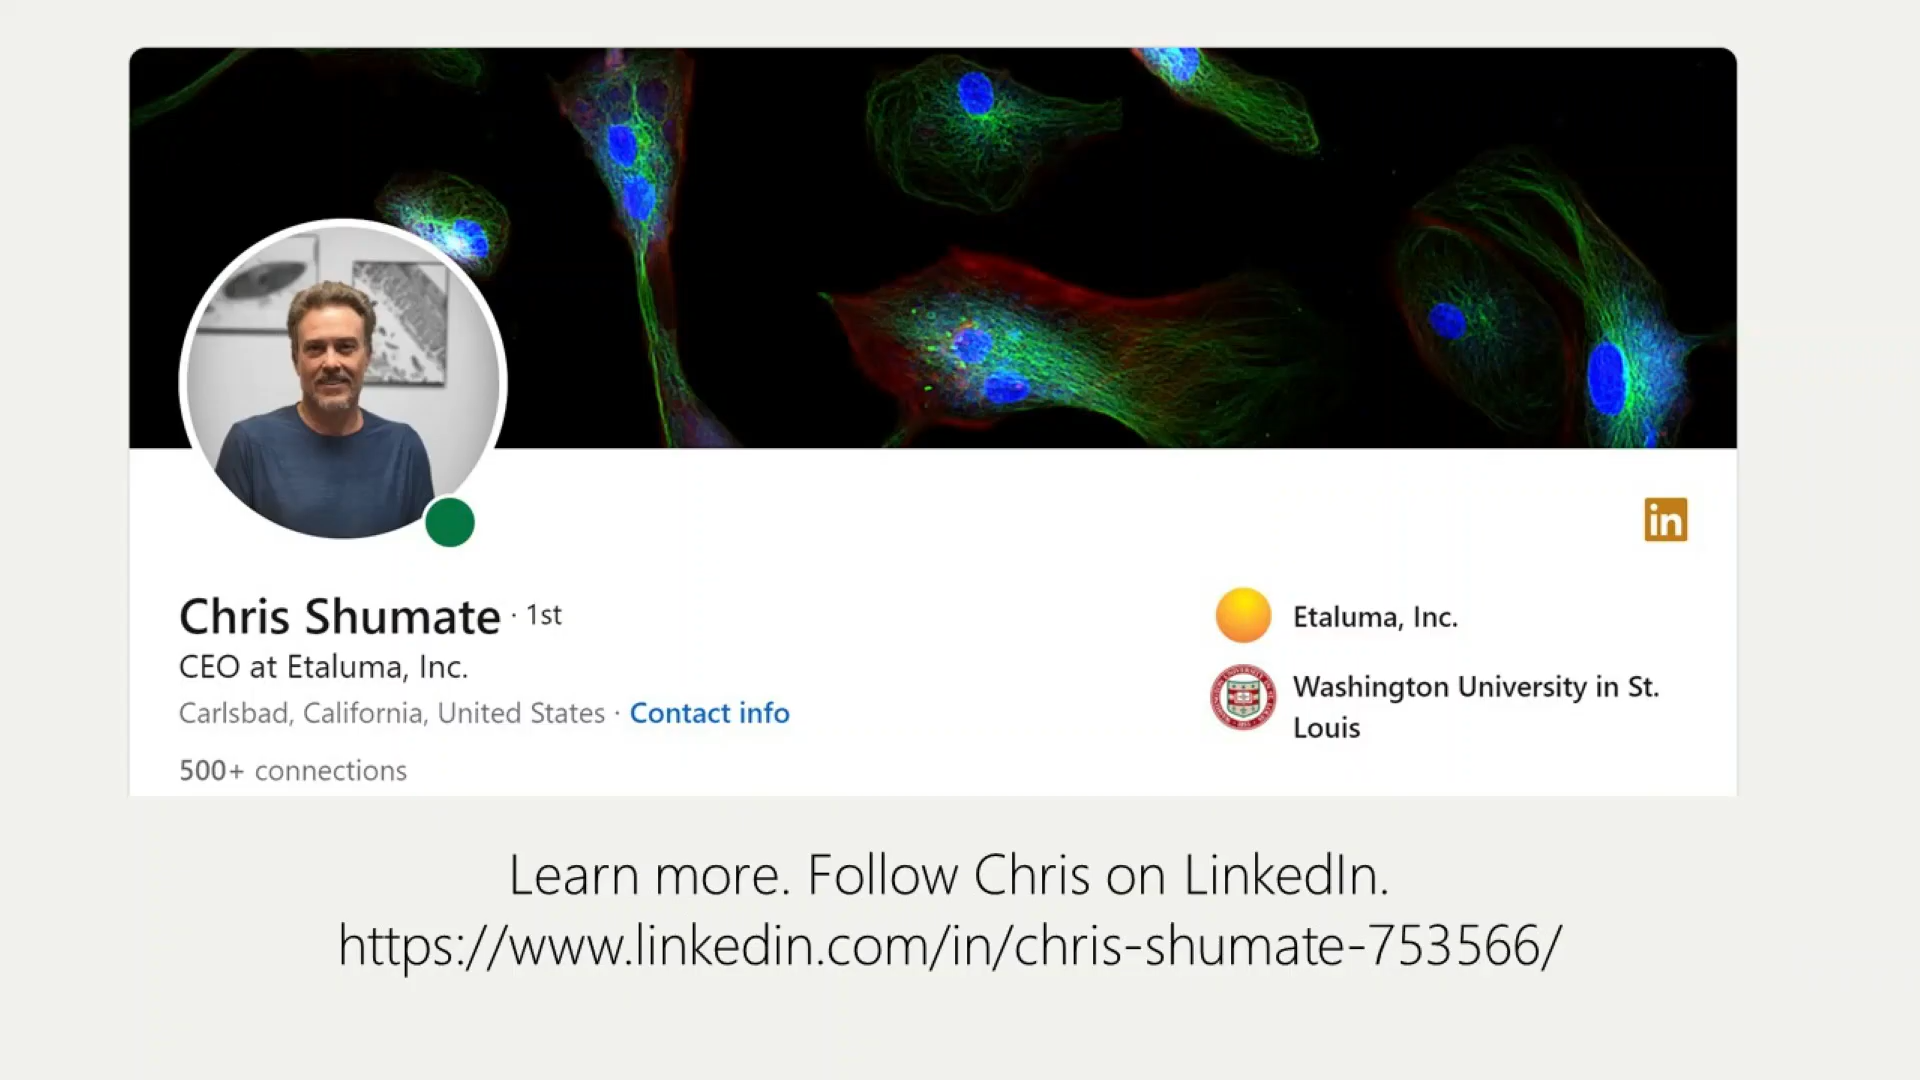 in
Chris Shumate · 1st
CEO at Etaluma, Inc.
Carlsbad, California, United States · Contact info
500+ connections
Etaluma, Inc.
Washington University in St.
Louis
Learn more. Follow Chris on LinkedIn.
https://www.linkedin.com/in/chris-shumate-753566/